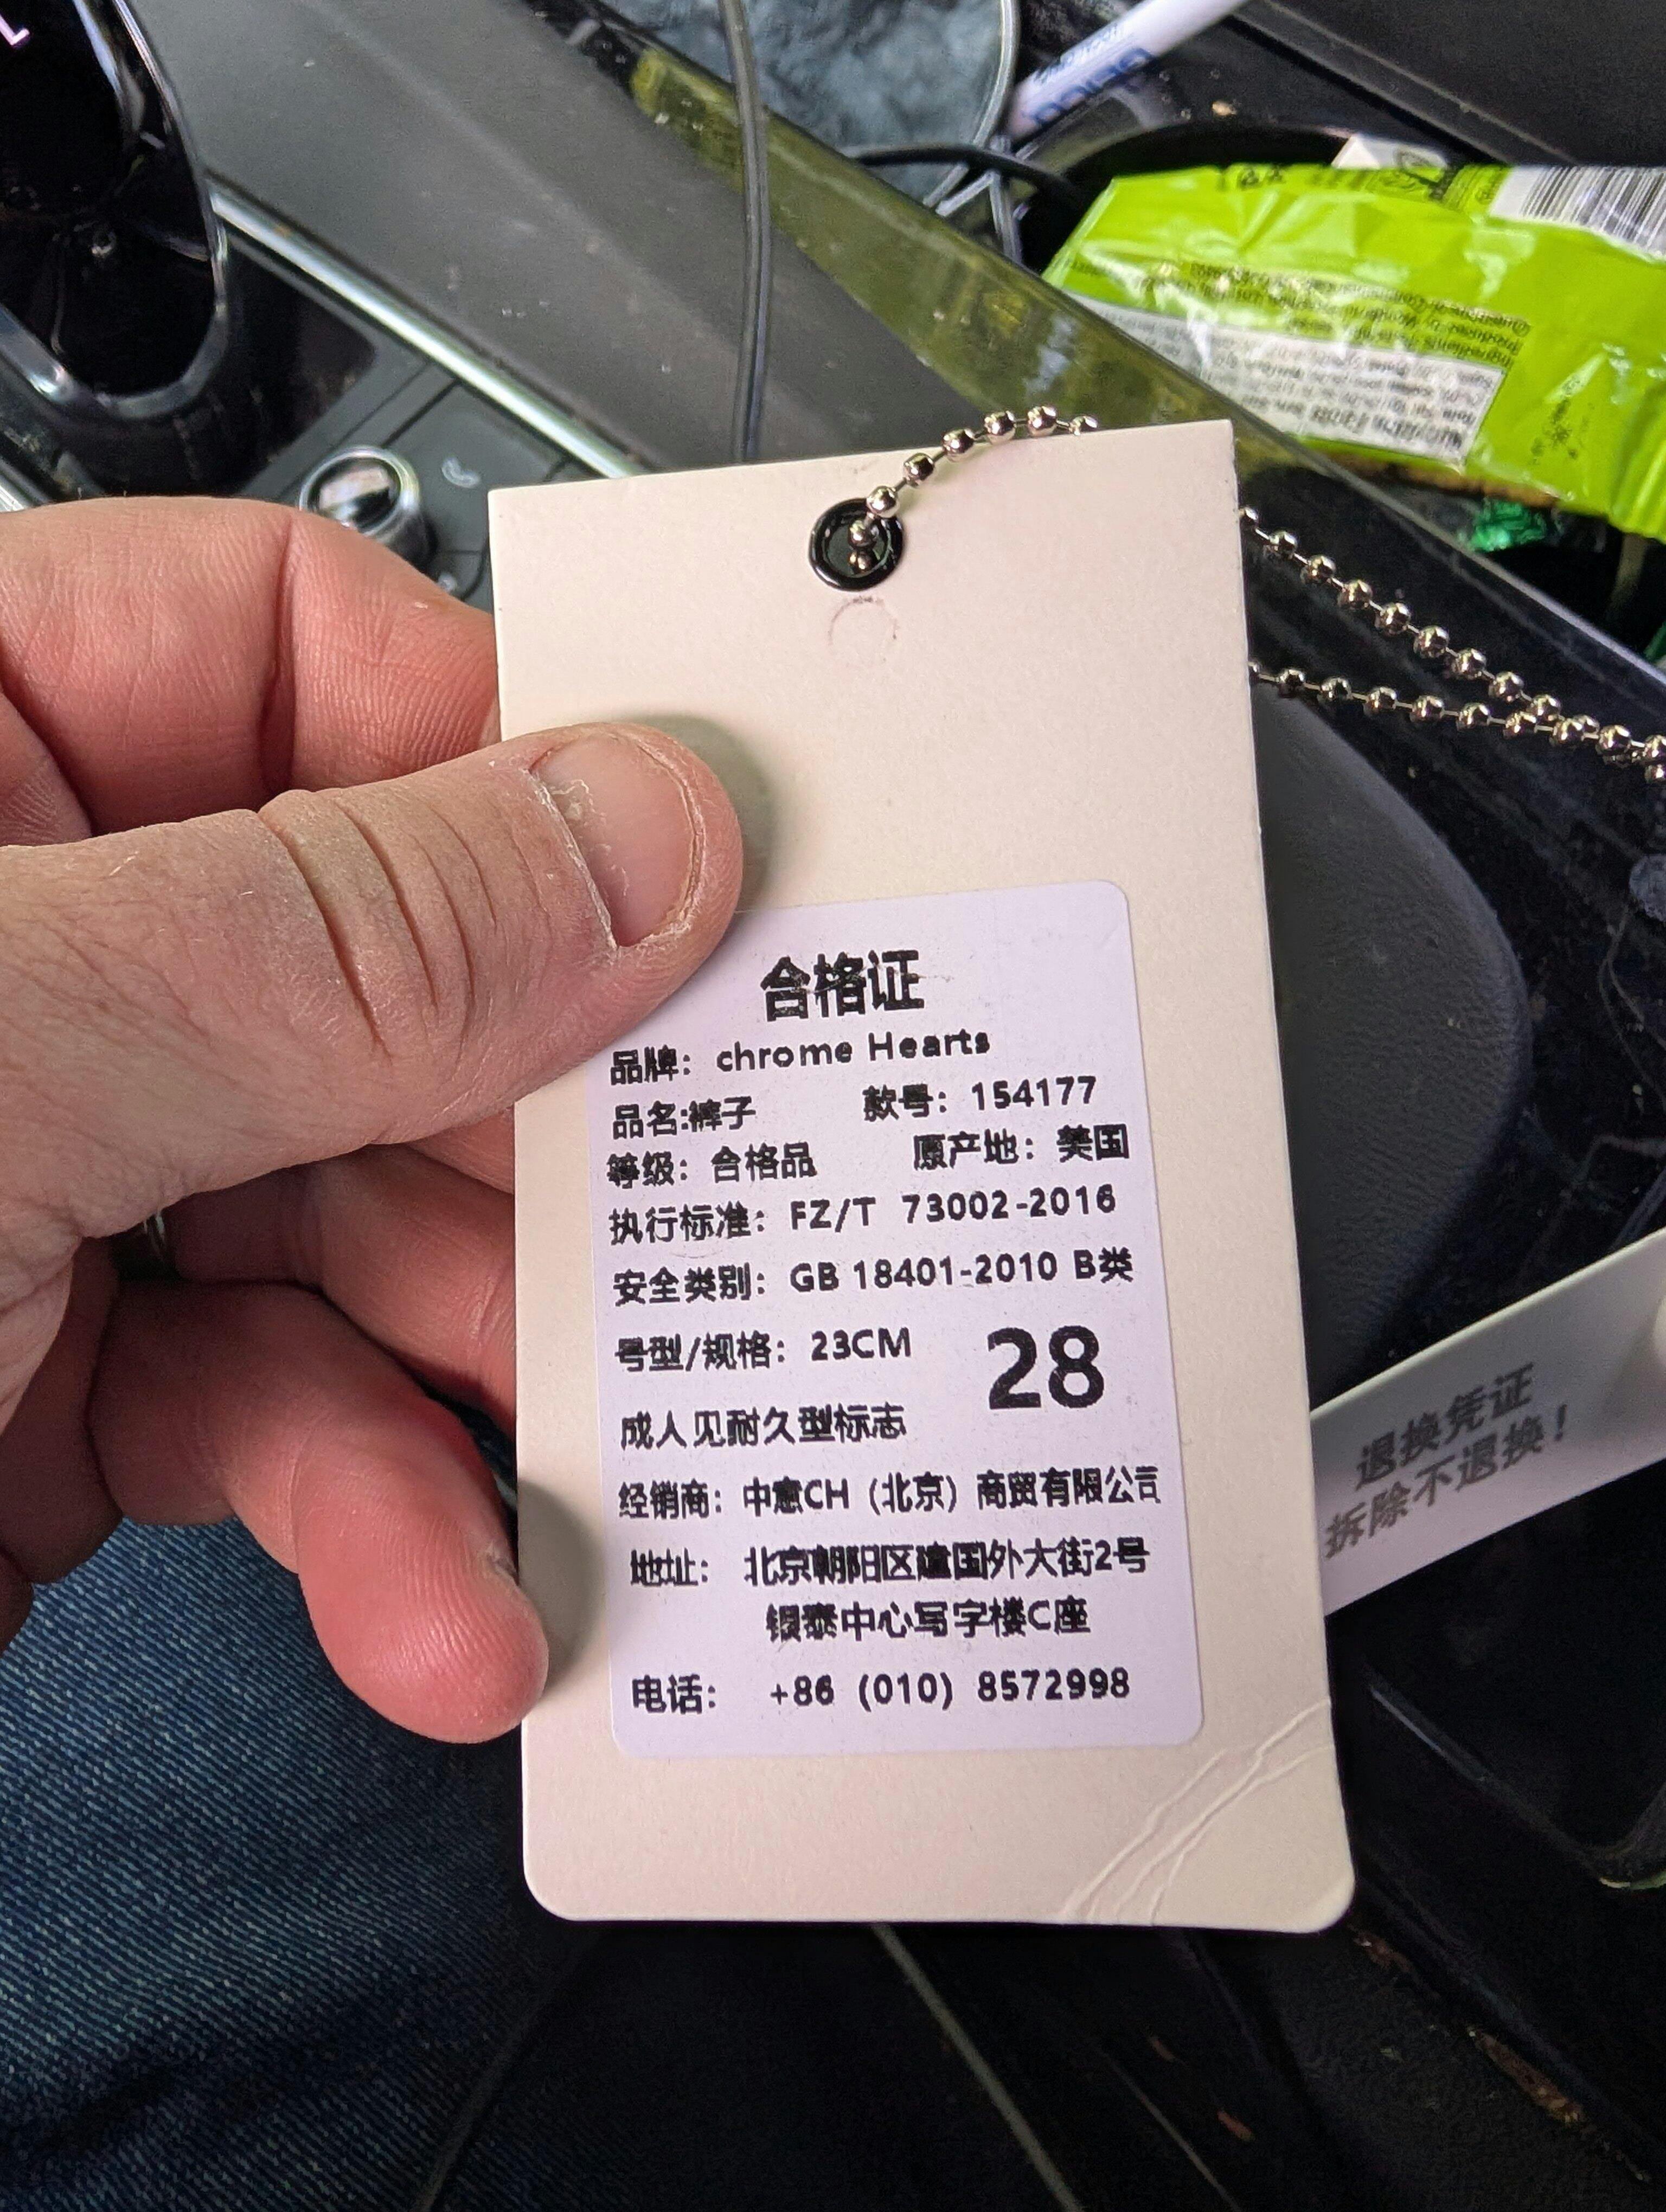 合格证
品牌：chrome Hearts
品名:裤子 款号：154177
等级：合格品 原产地：美国
执行标准：FZ/T 73002-2016
安全类别：GB 18401-2010 B类
号型/规格：23CM 28
成人见耐久型标志
经销商：中意CH（北京）商贸有限公司
地址：北京朝阳区建国外大街2号
银泰中心写字楼C座
电话：+86 (010) 8572998
退换凭证
拆除不退换！